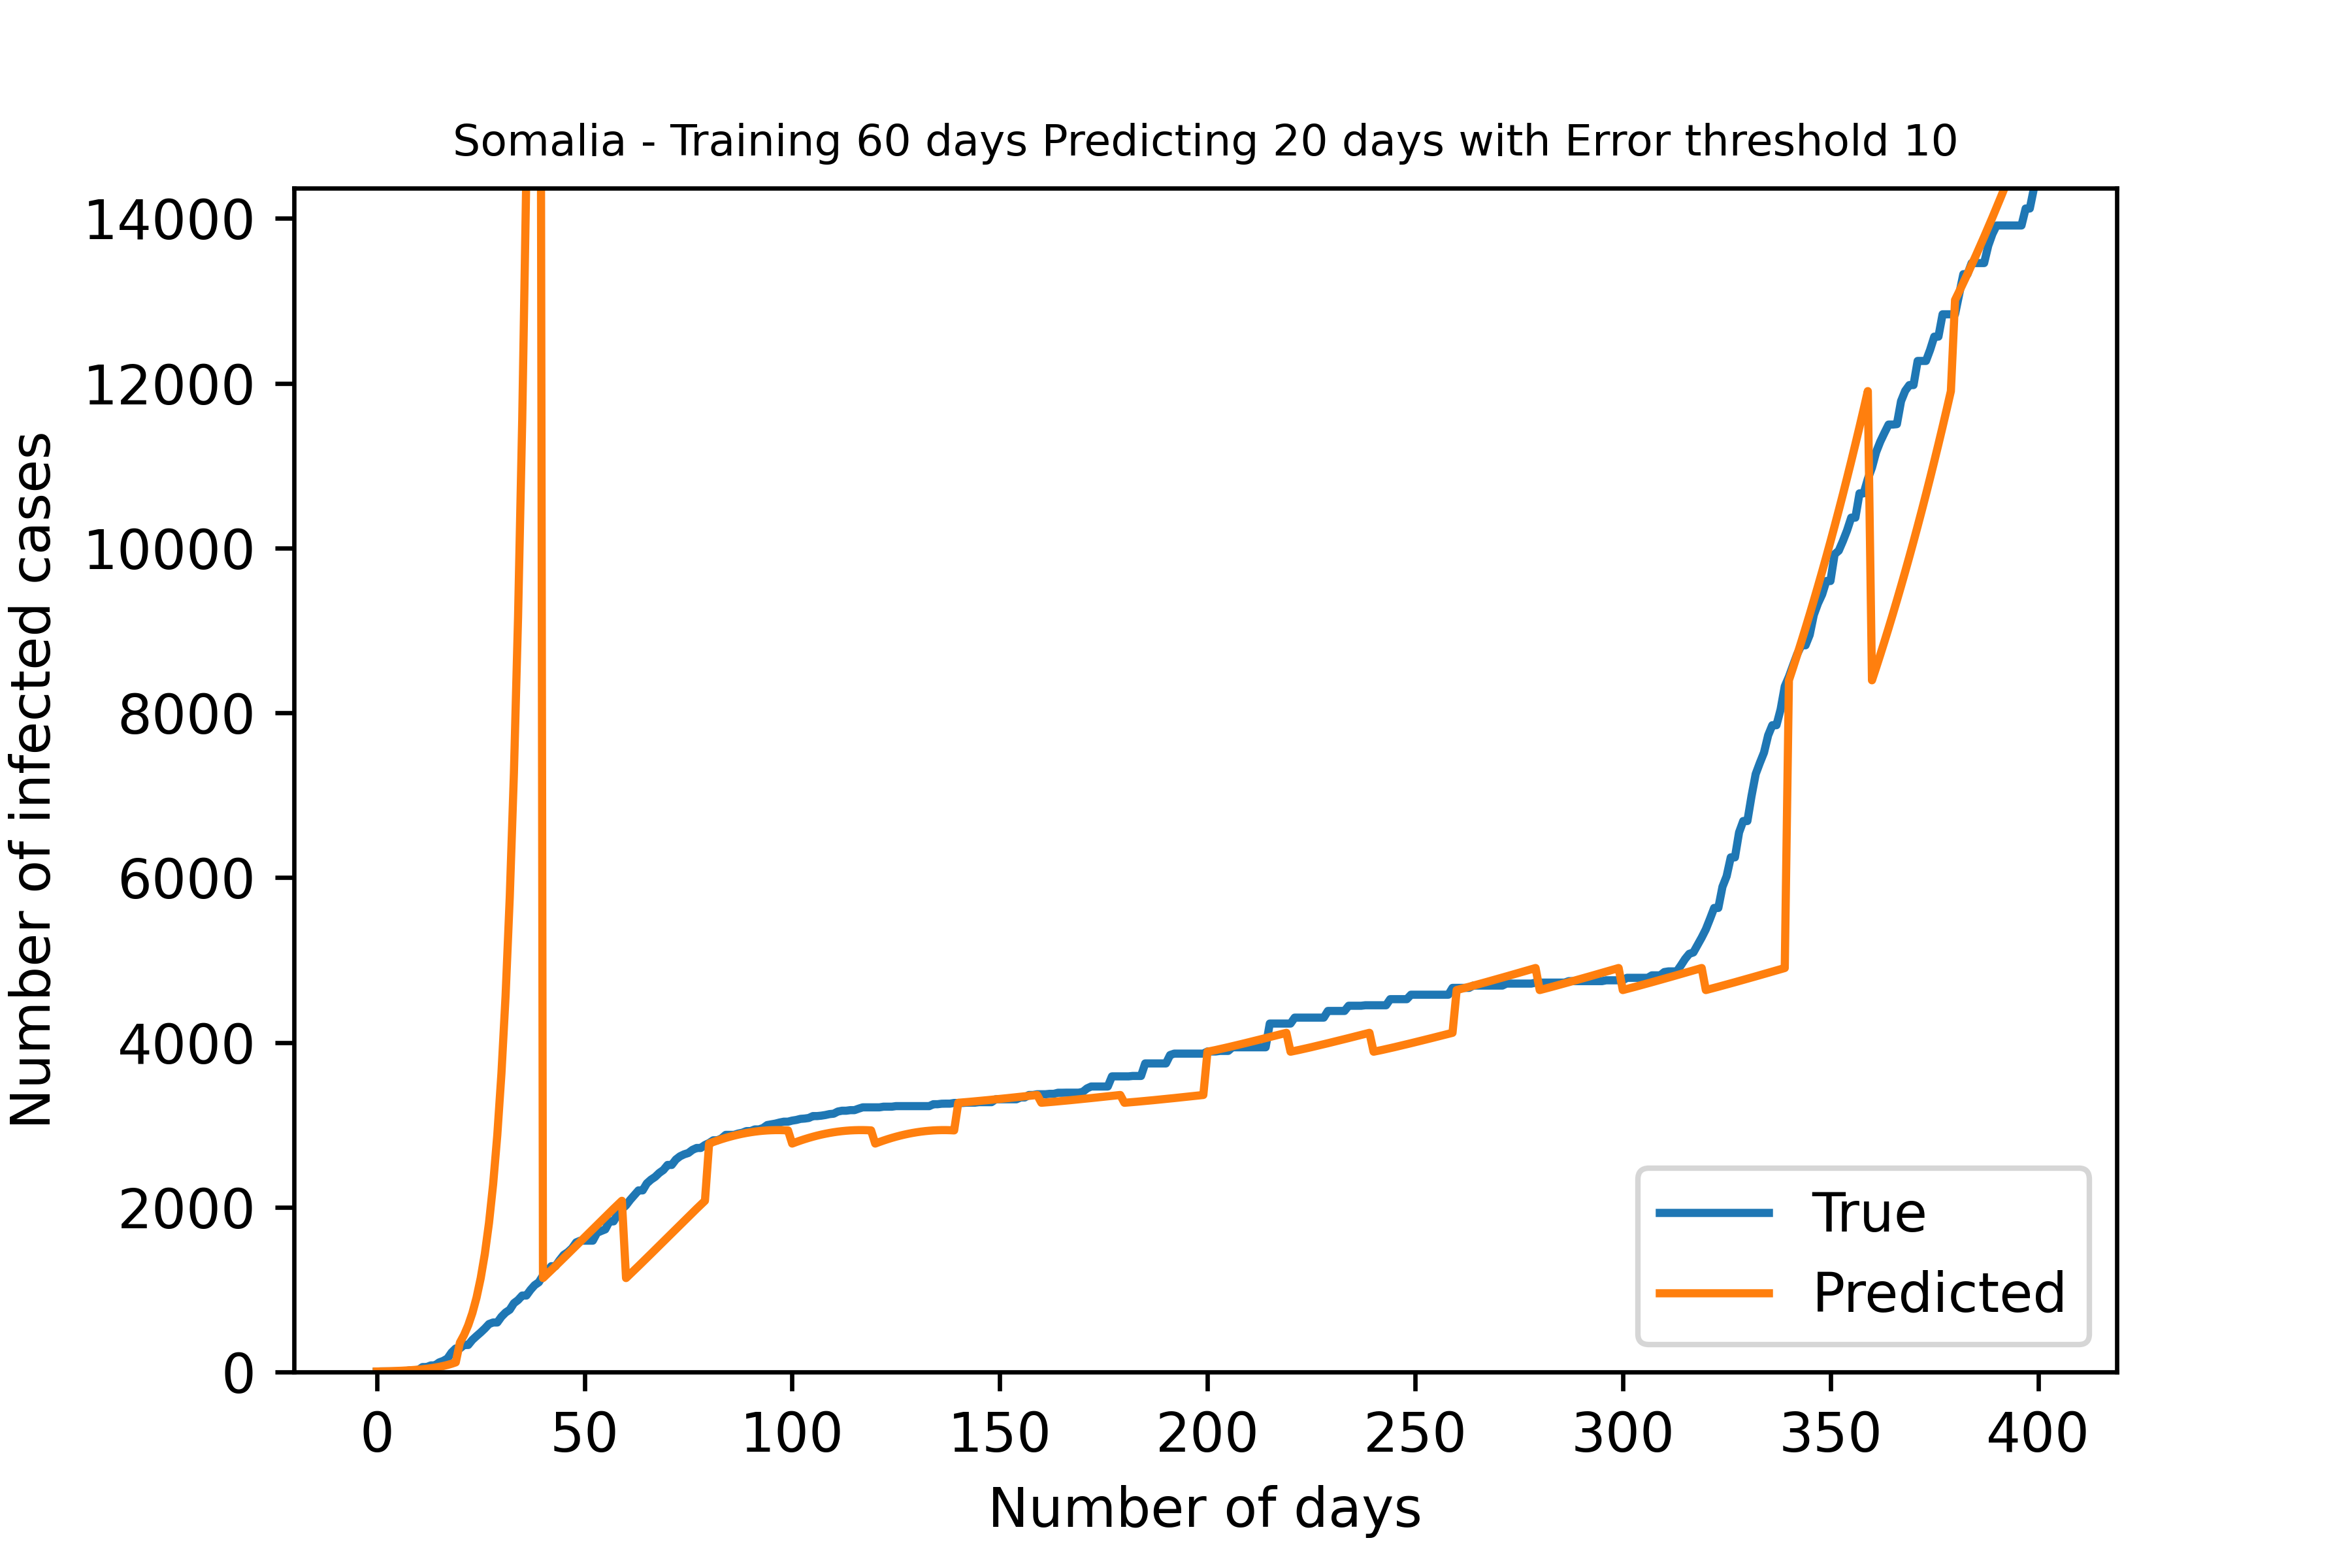 Somalia - Training 60 days Predicting 20 days with Error threshold 10
Number of infected cases
14000
12000
10000
8000
6000
4000
2000
0
0 50 100 150 200 250 300 350 400
Number of days
True
Predicted